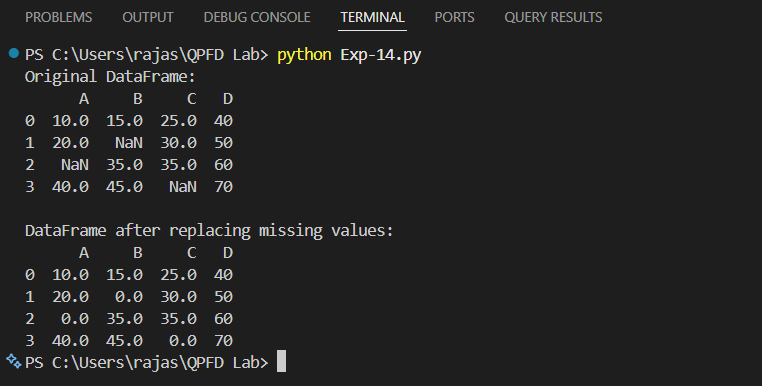 PROBLEMS OUTPUT DEBUG CONSOLE TERMINAL PORTS QUERY RESULTS
PS C:\Users\rajas\QPFD Lab> python Exp-14.py
Original DataFrame:
      A     B     C   D
0  10.0  15.0  25.0  40
1  20.0   NaN  30.0  50
2   NaN  35.0  35.0  60
3  40.0  45.0   NaN  70
DataFrame after replacing missing values:
      A     B     C   D
0  10.0  15.0  25.0  40
1  20.0   0.0  30.0  50
2   0.0  35.0  35.0  60
3  40.0  45.0   0.0  70
PS C:\Users\rajas\QPFD Lab>